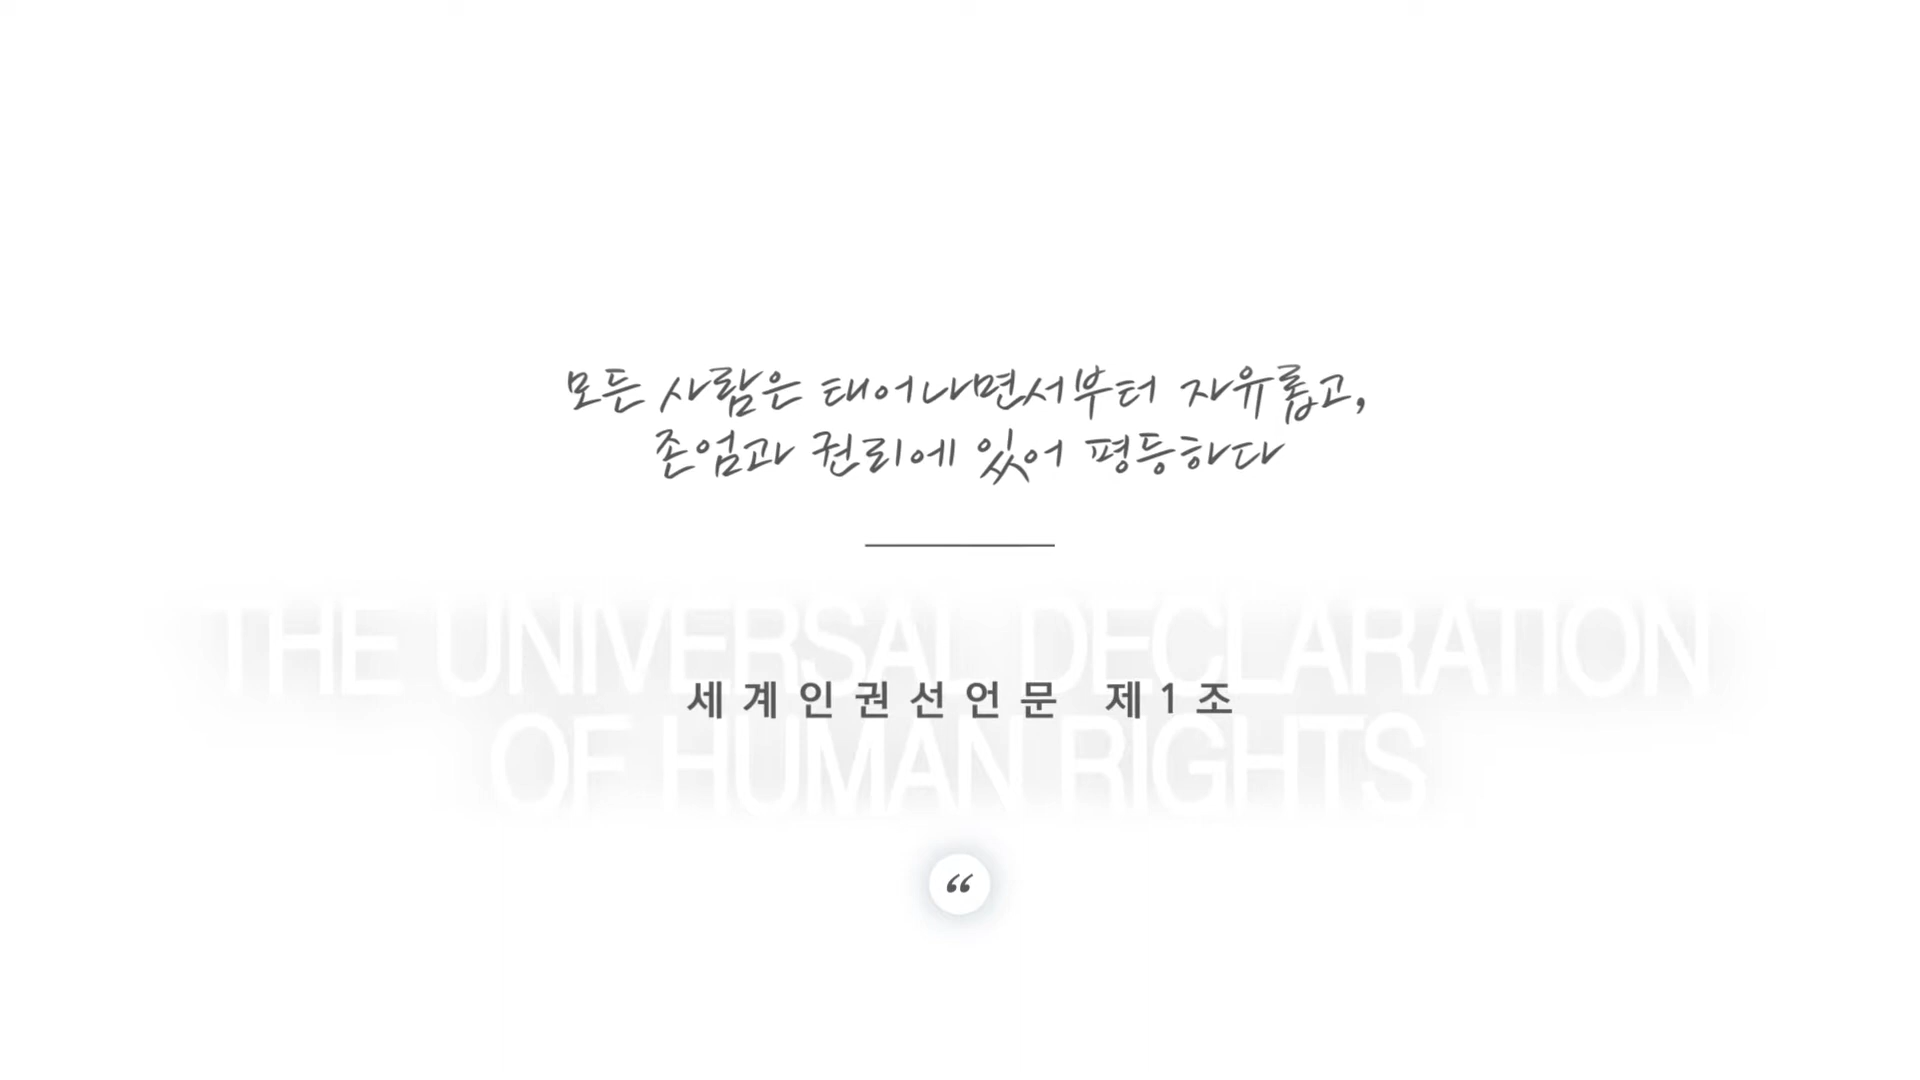 모든 사람은 태어나면서부터 자유롭고,
존엄과 권리에 있어 평등하다
THE UNIVERSAL DECLARATION
세계인권선언문 제1조
OF HUMAN RIGHTS
“